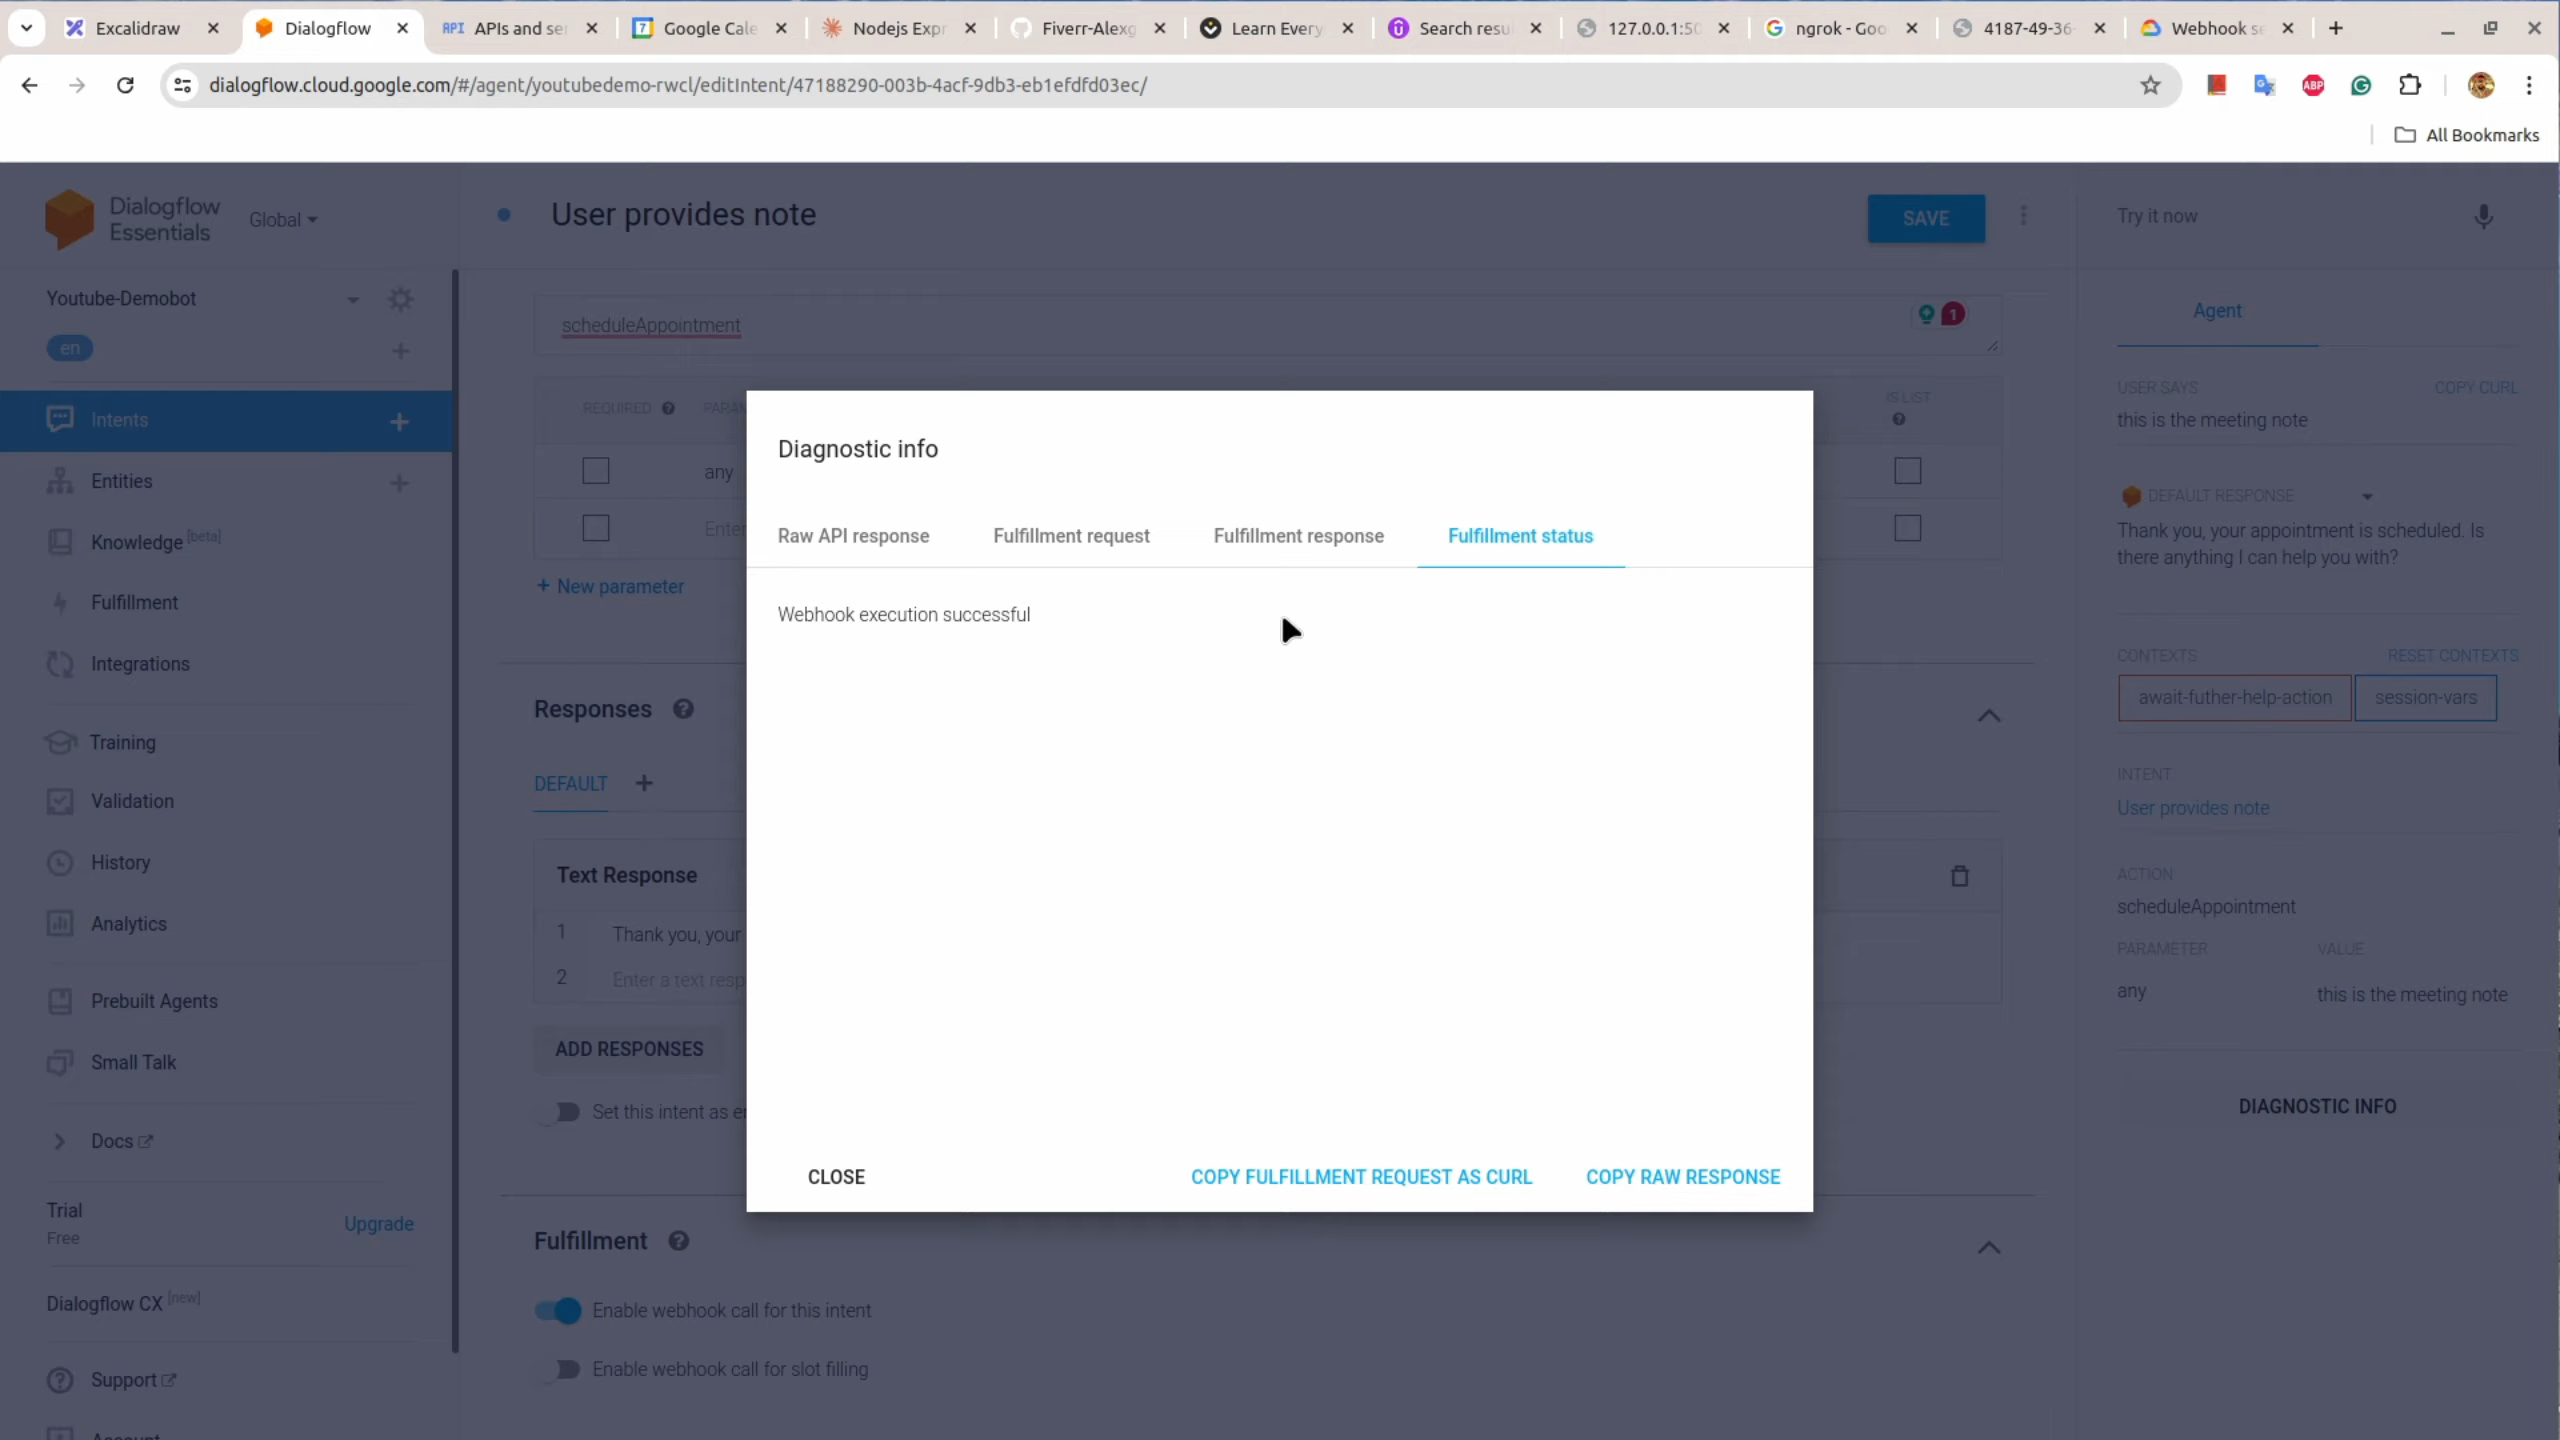 Excalidraw
Dialogflow
API APIs and ser
7 Google Cale
Nodejs Expr
Fiverr-Alexg
Learn Every
Search resu
127.0.0.1:50
ngrok - Goo
4187-49-36-
Webhook se
dialogflow.cloud.google.com/#/agent/youtubedemo-rwcl/editIntent/47188290-003b-4acf-9db3-eb1efdfd03ec/
ABP
All Bookmarks
Dialogflow
Essentials
Global
User provides note
SAVE
Try it now
Youtube-Demobot
en
Intents
Entities
Knowledge [beta]
Fulfillment
Integrations
Training
Validation
History
Analytics
Prebuilt Agents
Small Talk
Docs
Trial
Free
Upgrade
Dialogflow CX [new]
Support
scheduleAppointment
1
REQUIRED
PARAM
IS LIST
any
Enter
+ New parameter
Responses
DEFAULT
Text Response
1 Thank you, your
2 Enter a text resp
ADD RESPONSES
Set this intent as en
Fulfillment
Enable webhook call for this intent
Enable webhook call for slot filling
Diagnostic info
Raw API response
Fulfillment request
Fulfillment response
Fulfillment status
Webhook execution successful
CLOSE
COPY FULFILLMENT REQUEST AS CURL
COPY RAW RESPONSE
Agent
USER SAYS
COPY CURL
this is the meeting note
DEFAULT RESPONSE
Thank you, your appointment is scheduled. Is
there anything I can help you with?
CONTEXTS
RESET CONTEXTS
await-futher-help-action
session-vars
INTENT
User provides note
ACTION
scheduleAppointment
PARAMETER
VALUE
any
this is the meeting note
DIAGNOSTIC INFO